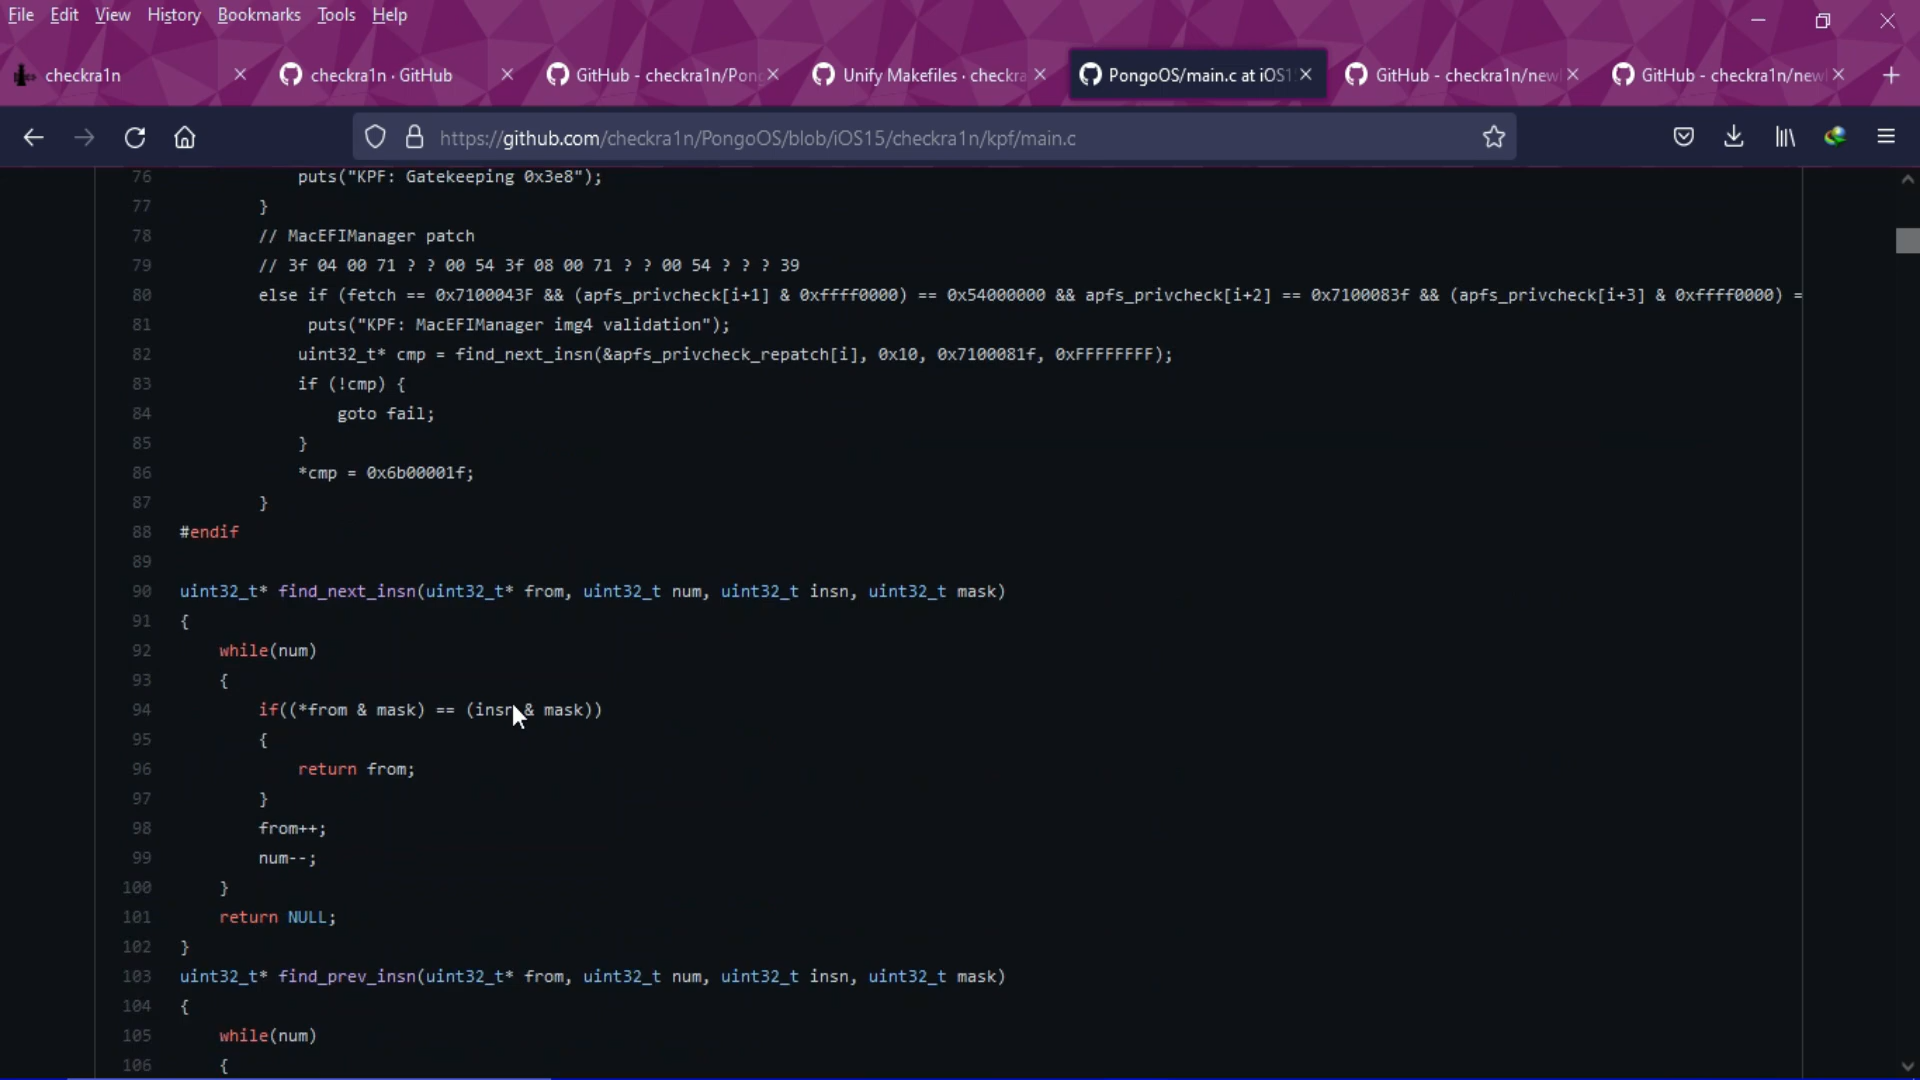 File Edit View History Bookmarks Tools Help
checkra1n
checkra1n · GitHub
GitHub - checkra1n/Pon
Unify Makefiles · checkra
PongoOS/main.c at iOS1
GitHub - checkra1n/new
GitHub - checkra1n/new
https://github.com/checkra1n/PongoOS/blob/iOS15/checkra1n/kpf/main.c
76 puts("KPF: Gatekeeping 0x3e8");
77 }
78 // MacEFIManager patch
79 // 3f 04 00 71 ? ? 00 54 3f 08 00 71 ? ? 00 54 ? ? ? 39
80 else if (fetch == 0x7100043F && (apfs_privcheck[i+1] & 0xffff0000) == 0x54000000 && apfs_privcheck[i+2] == 0x7100083f && (apfs_privcheck[i+3] & 0xffff0000) =
81 puts("KPF: MacEFIManager img4 validation");
82 uint32_t* cmp = find_next_insn(&apfs_privcheck_repatch[i], 0x10, 0x7100081f, 0xFFFFFFFF);
83 if (!cmp) {
84 goto fail;
85 }
86 *cmp = 0x6b00001f;
87 }
88 #endif
89
90 uint32_t* find_next_insn(uint32_t* from, uint32_t num, uint32_t insn, uint32_t mask)
91 {
92 while(num)
93 {
94 if((*from & mask) == (insn & mask))
95 {
96 return from;
97 }
98 from++;
99 num--;
100 }
101 return NULL;
102 }
103 uint32_t* find_prev_insn(uint32_t* from, uint32_t num, uint32_t insn, uint32_t mask)
104 {
105 while(num)
106 {